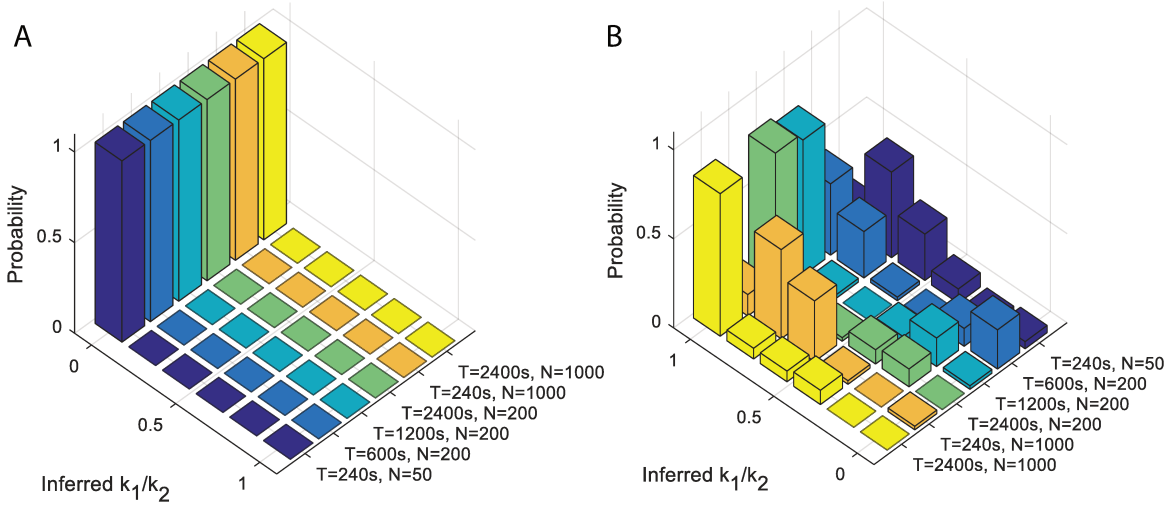 A
Probability
1
0.5
0
0
0.5
1
Inferred k1/k2
T=2400s, N=1000
T=240s, N=1000
T=2400s, N=200
T=1200s, N=200
T=600s, N=200
T=240s, N=50
B
Probability
1
0.5
0
1
0.5
0
Inferred k1/k2
T=240s, N=50
T=600s, N=200
T=1200s, N=200
T=2400s, N=200
T=240s, N=1000
T=2400s, N=1000